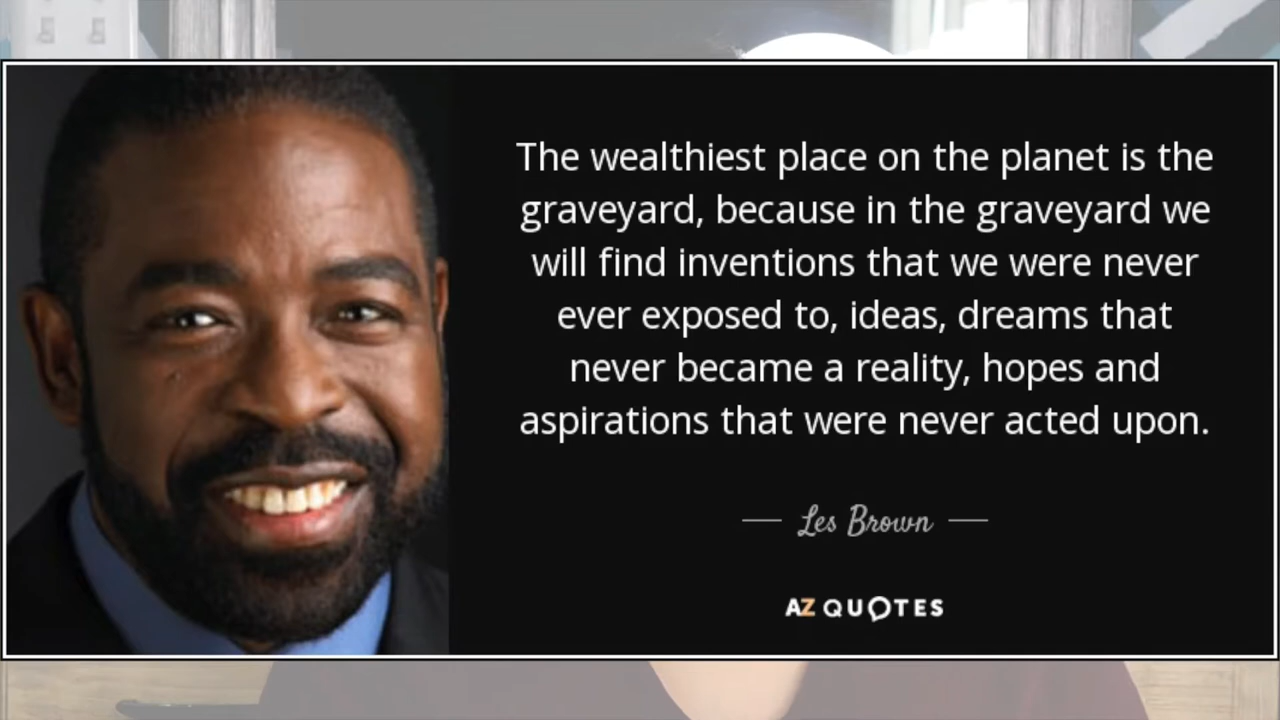 The wealthiest place on the planet is the
graveyard, because in the graveyard we
will find inventions that we were never
ever exposed to, ideas, dreams that
never became a reality, hopes and
aspirations that were never acted upon.
Les Brown
AZ QUOTES